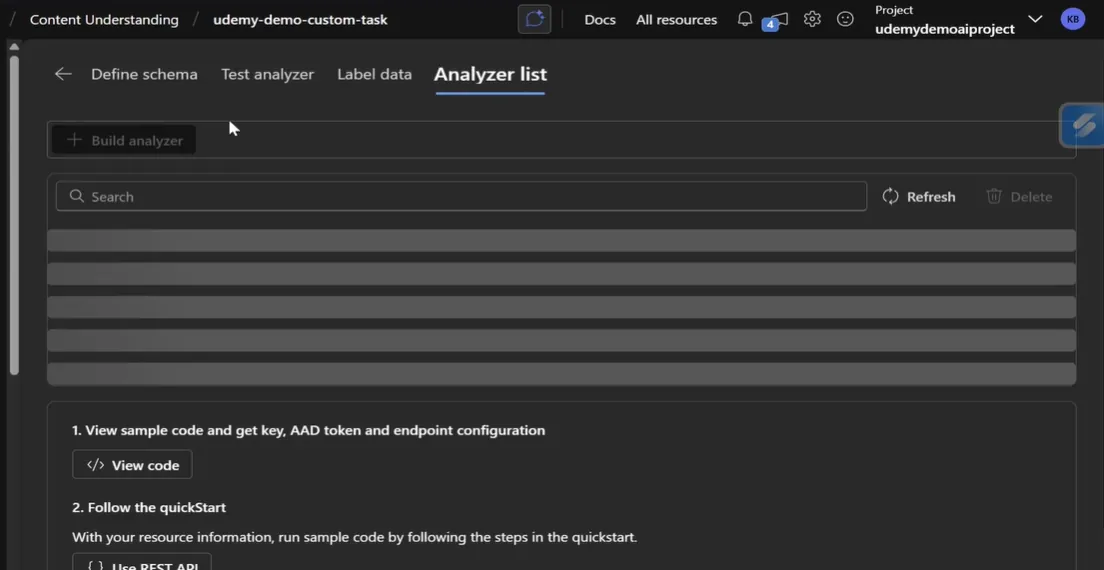 Project
/ Content Understanding / udemy-demo-custom-task Docs All resources 4 udemydemoaiproject KB
Define schema Test analyzer Label data Analyzer list
+ Build analyzer
Search Refresh Delete
1. View sample code and get key, AAD token and endpoint configuration
</> View code
2. Follow the quickStart
With your resource information, run sample code by following the steps in the quickstart.
{ } Use REST API